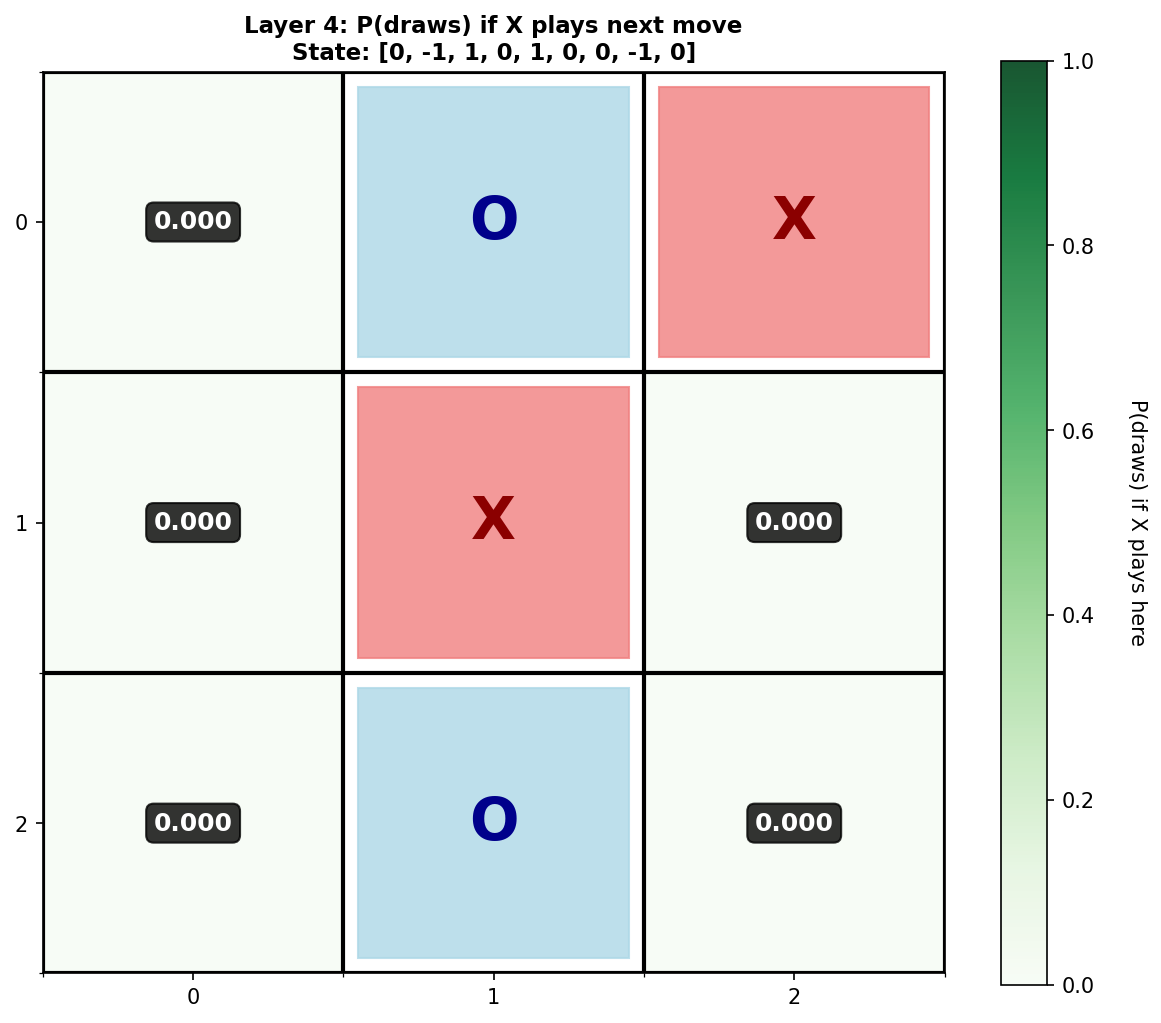 Layer 4: P(draws) if X plays next move
State: [0, -1, 1, 0, 1, 0, 0, -1, 0]
0
0.000
O
X
1
0.000
X
0.000
2
0.000
O
0.000
0
1
2
1.0
0.8
0.6
0.4
0.2
0.0
P(draws) if X plays here